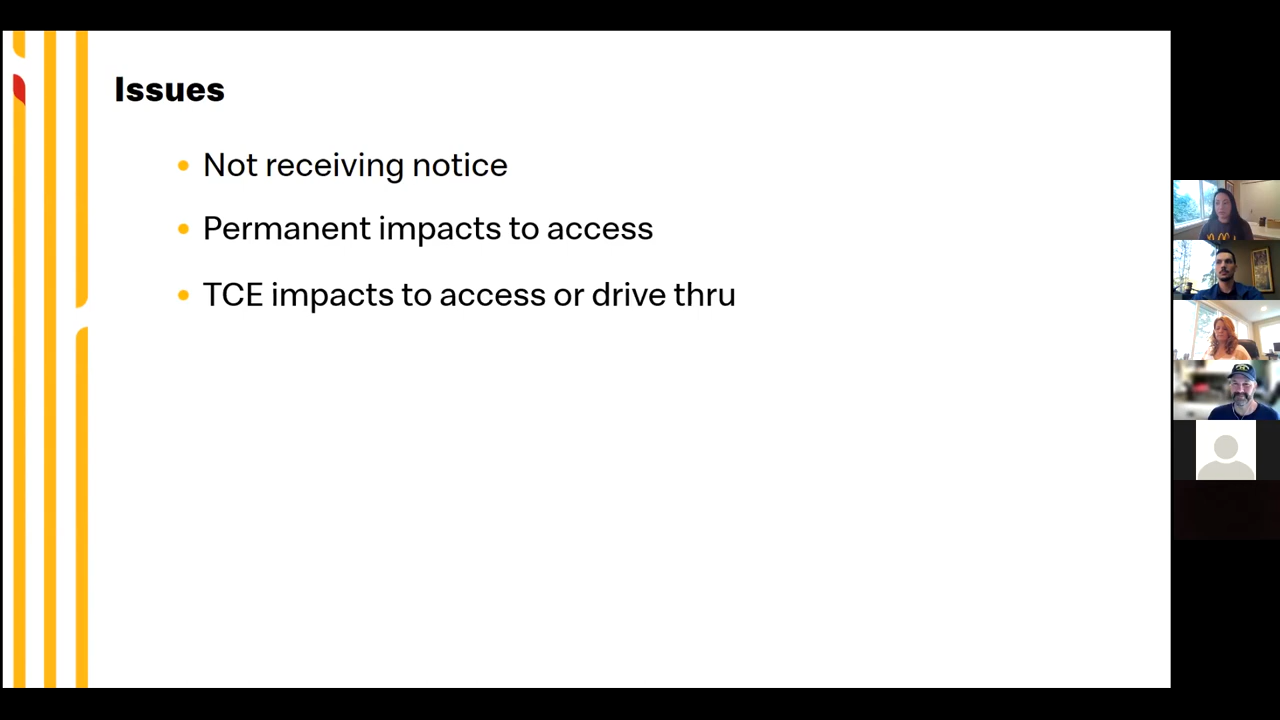 Issues
Not receiving notice
Permanent impacts to access
TCE impacts to access or drive thru